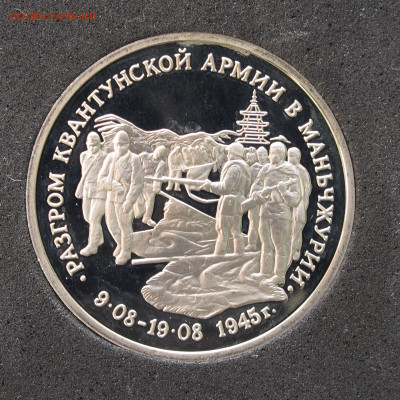 · РАЗГРОМ КВАНТУНСКОЙ АРМИИ В МАНЬЧЖУРИИ ·
9·08-19·08 1945г.